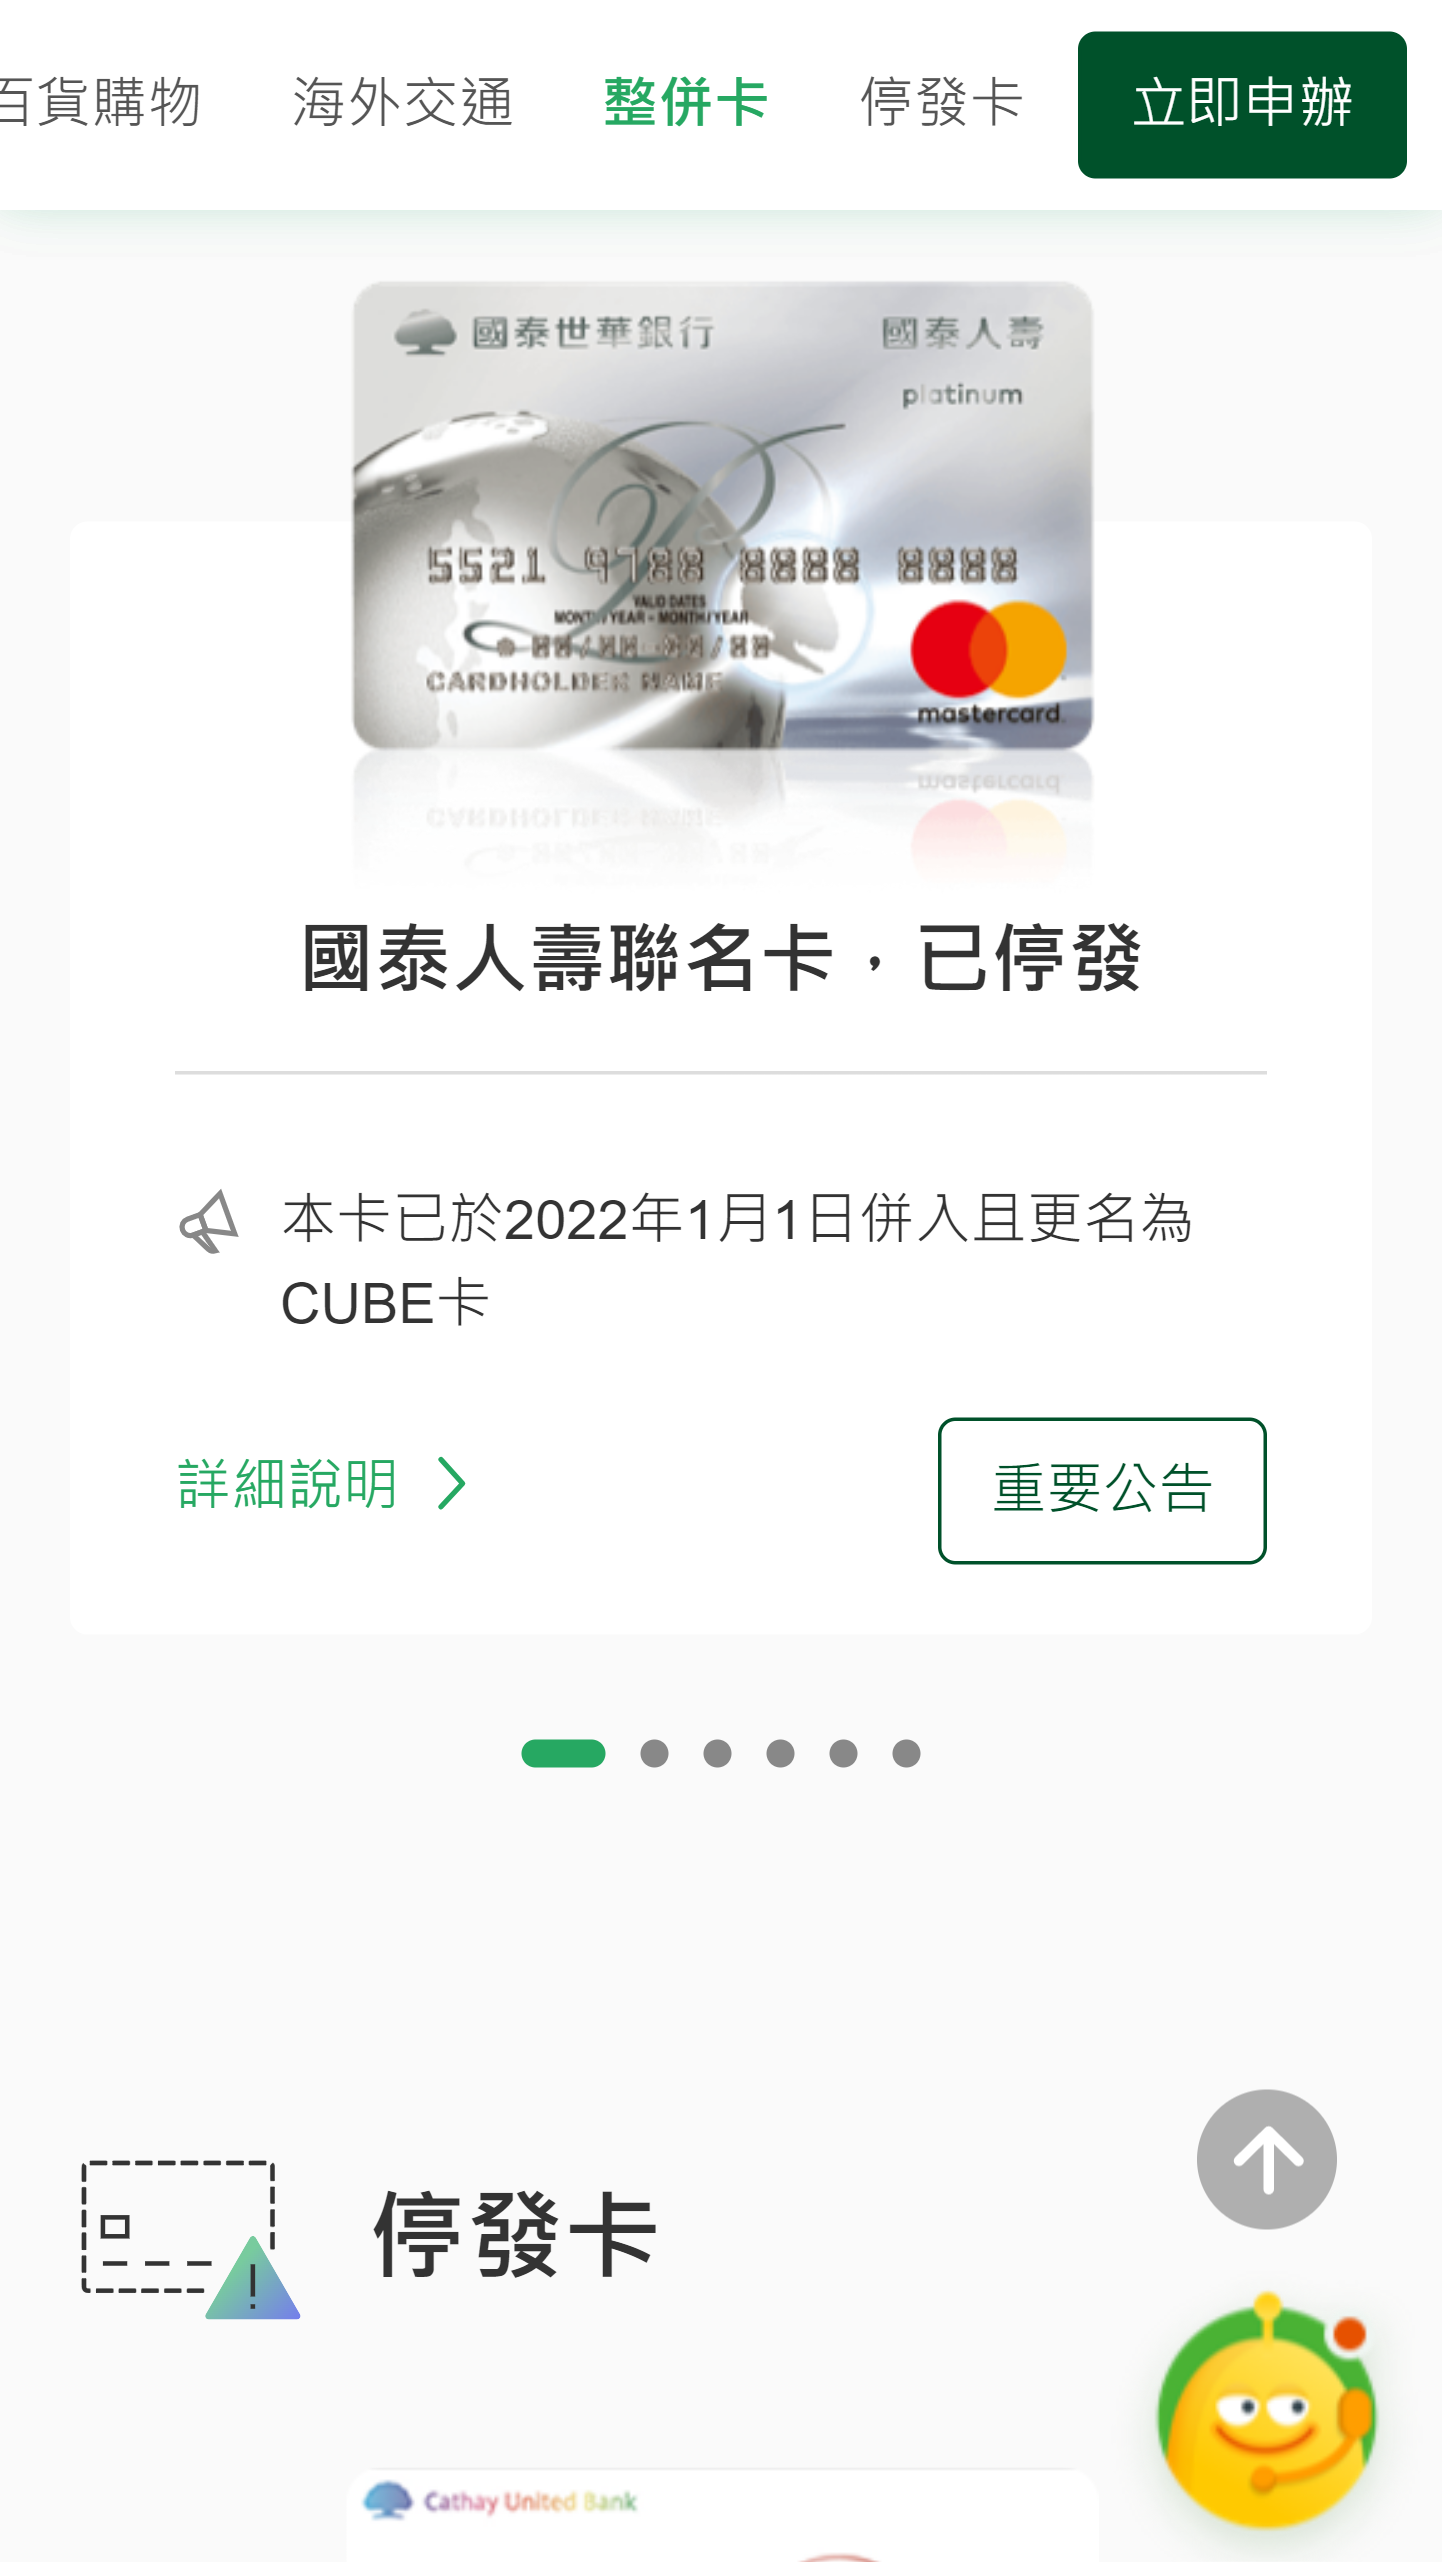 百貨購物 海外交通 整併卡 停發卡 立即申辦
國泰世華銀行 國泰人壽
platinum
5521 9788 8888 8888
VALID DATES
MONTH/YEAR - MONTH/YEAR
CARDHOLDER NAME
mastercard.
國泰人壽聯名卡，已停發
本卡已於2022年1月1日併入且更名為
CUBE卡
詳細說明
重要公告
停發卡
Cathay United Bank